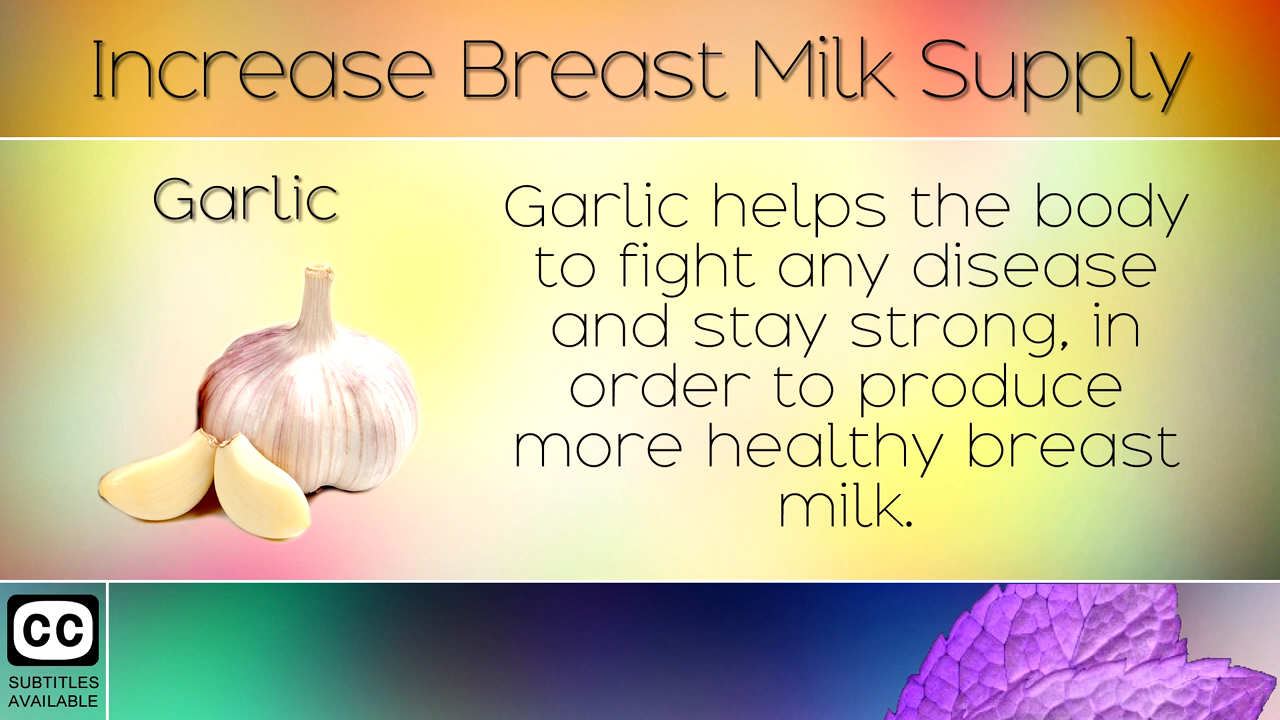 Increase Breast Milk Supply
Garlic
Garlic helps the body
to fight any disease
and stay strong, in
order to produce
more healthy breast
milk.
CC
SUBTITLES
AVAILABLE